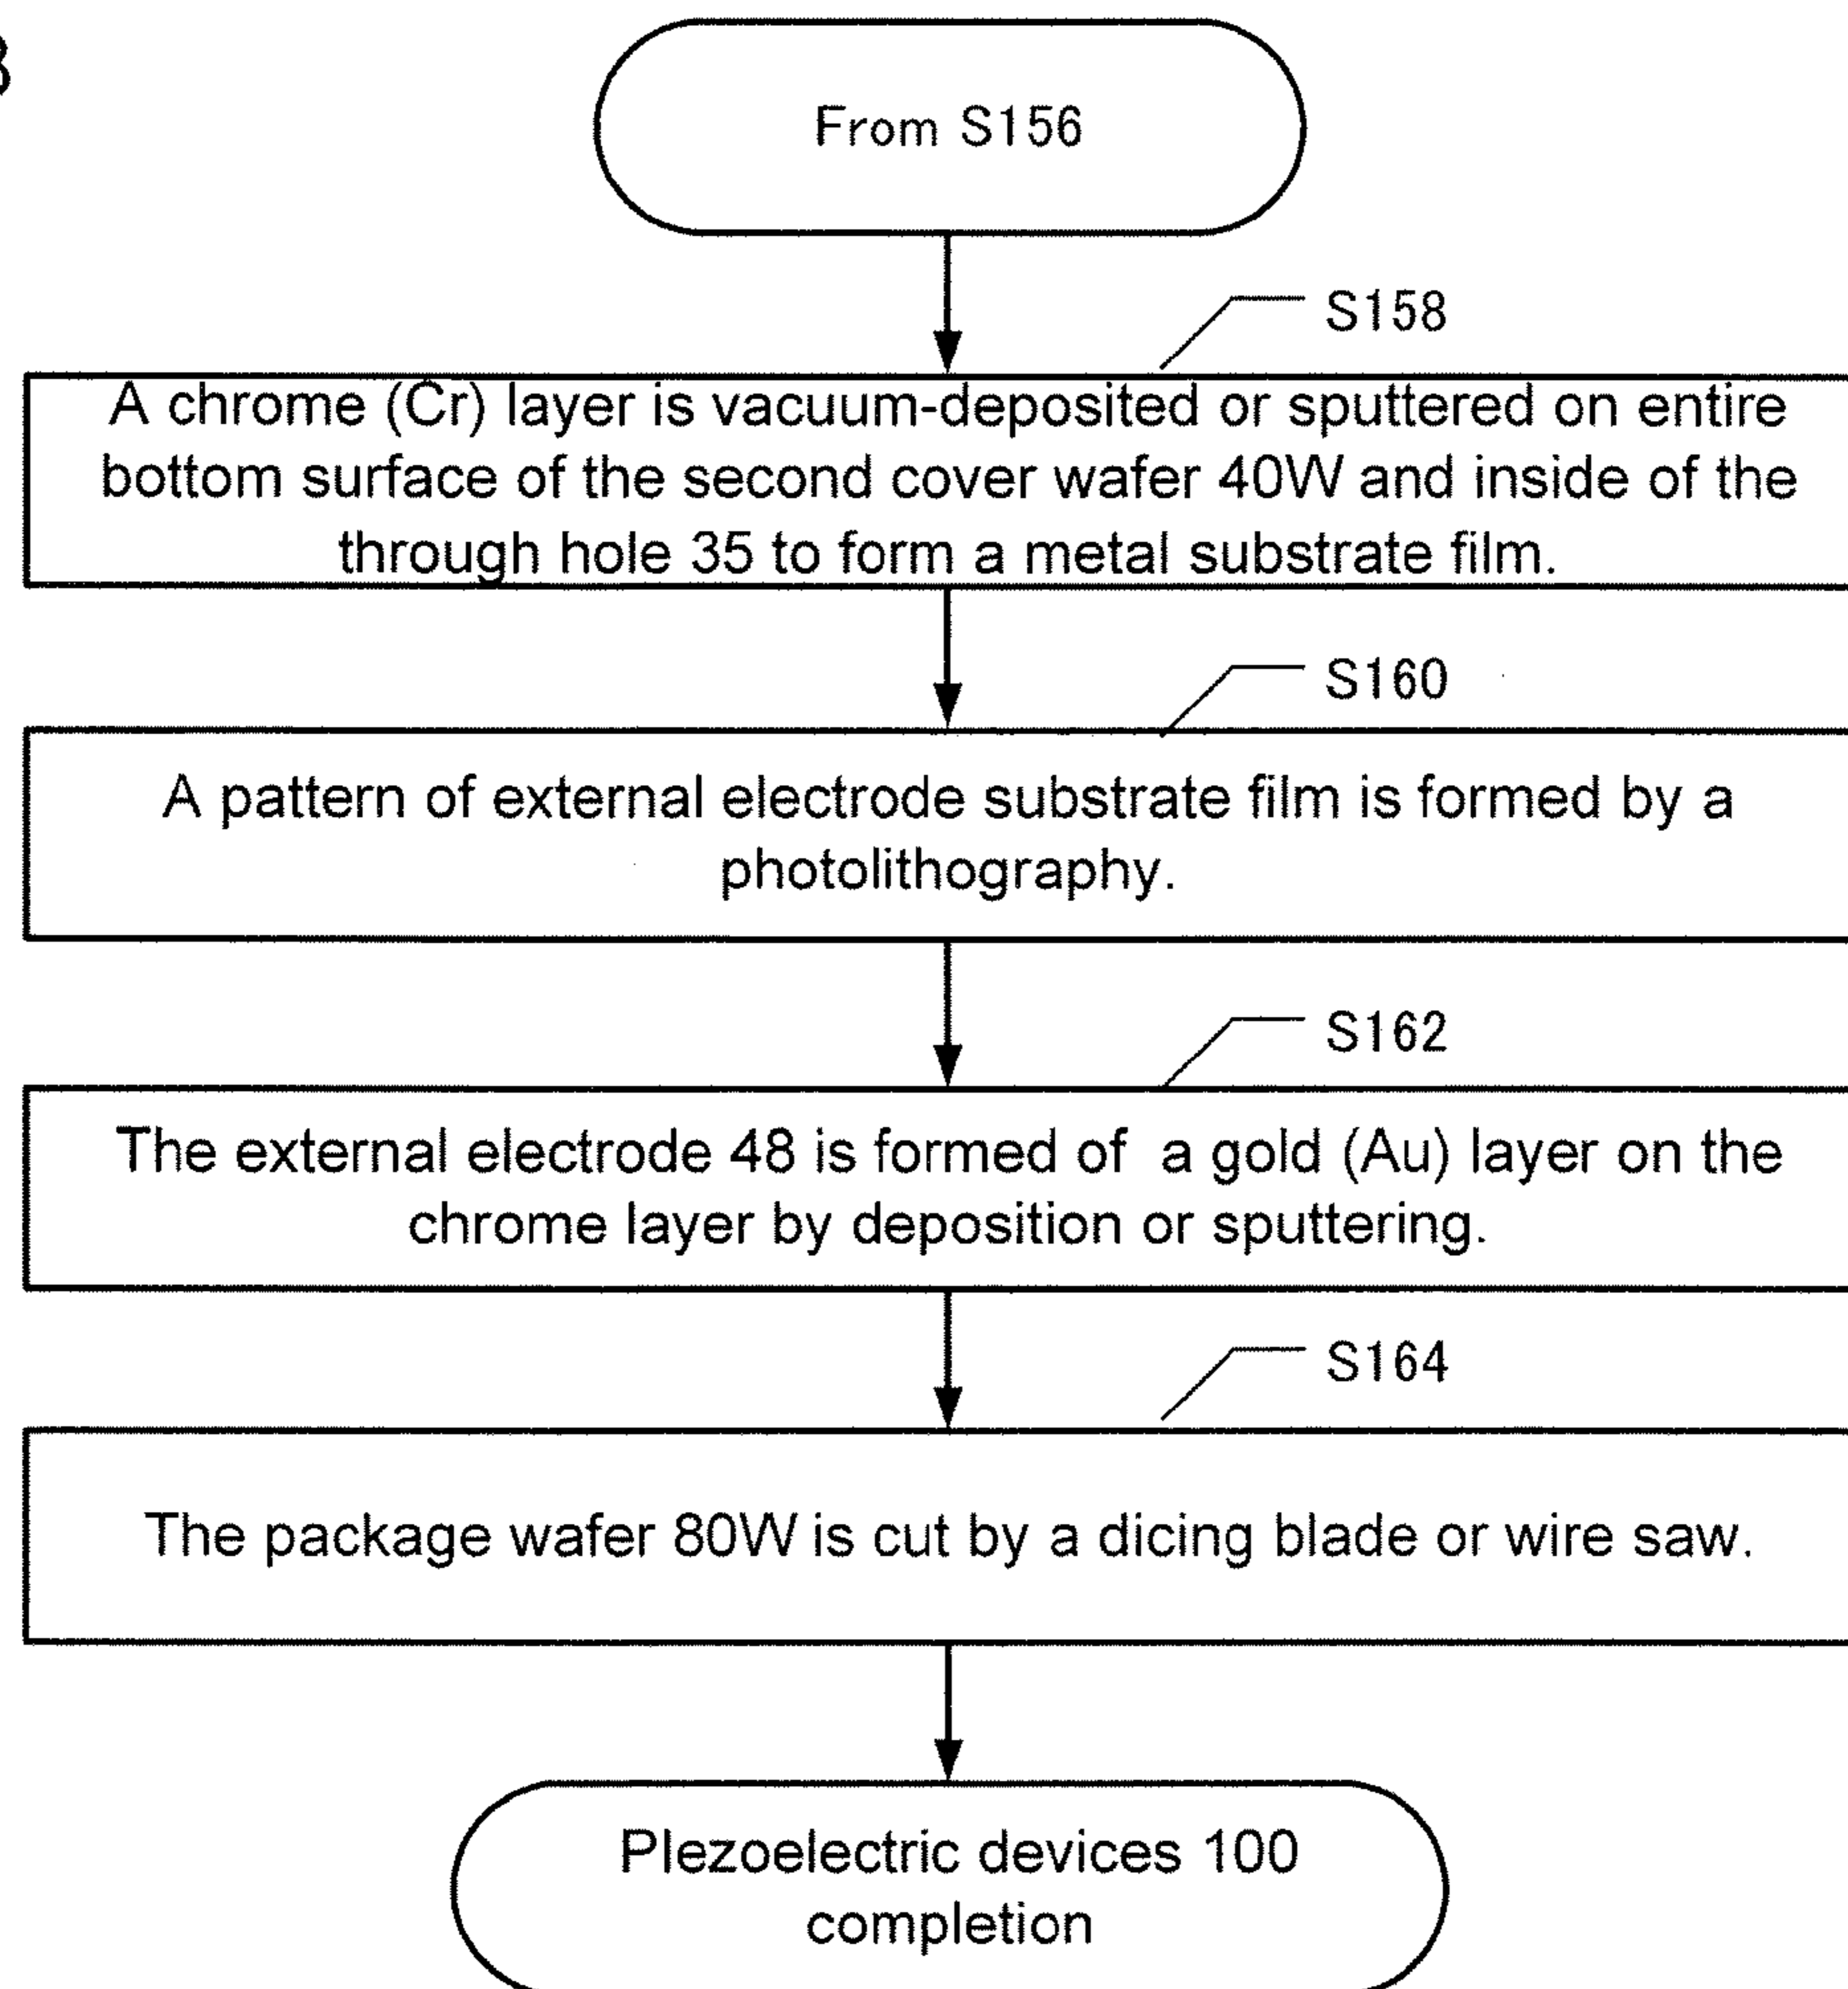 From S156
S158
A chrome (Cr) layer is vacuum-deposited or sputtered on entire
bottom surface of the second cover wafer 40W and inside of the
through hole 35 to form a metal substrate film.
S160
A pattern of external electrode substrate film is formed by a
photolithography.
S162
The external electrode 48 is formed of a gold (Au) layer on the
chrome layer by deposition or sputtering.
S164
The package wafer 80W is cut by a dicing blade or wire saw.
Plezoelectric devices 100
completion